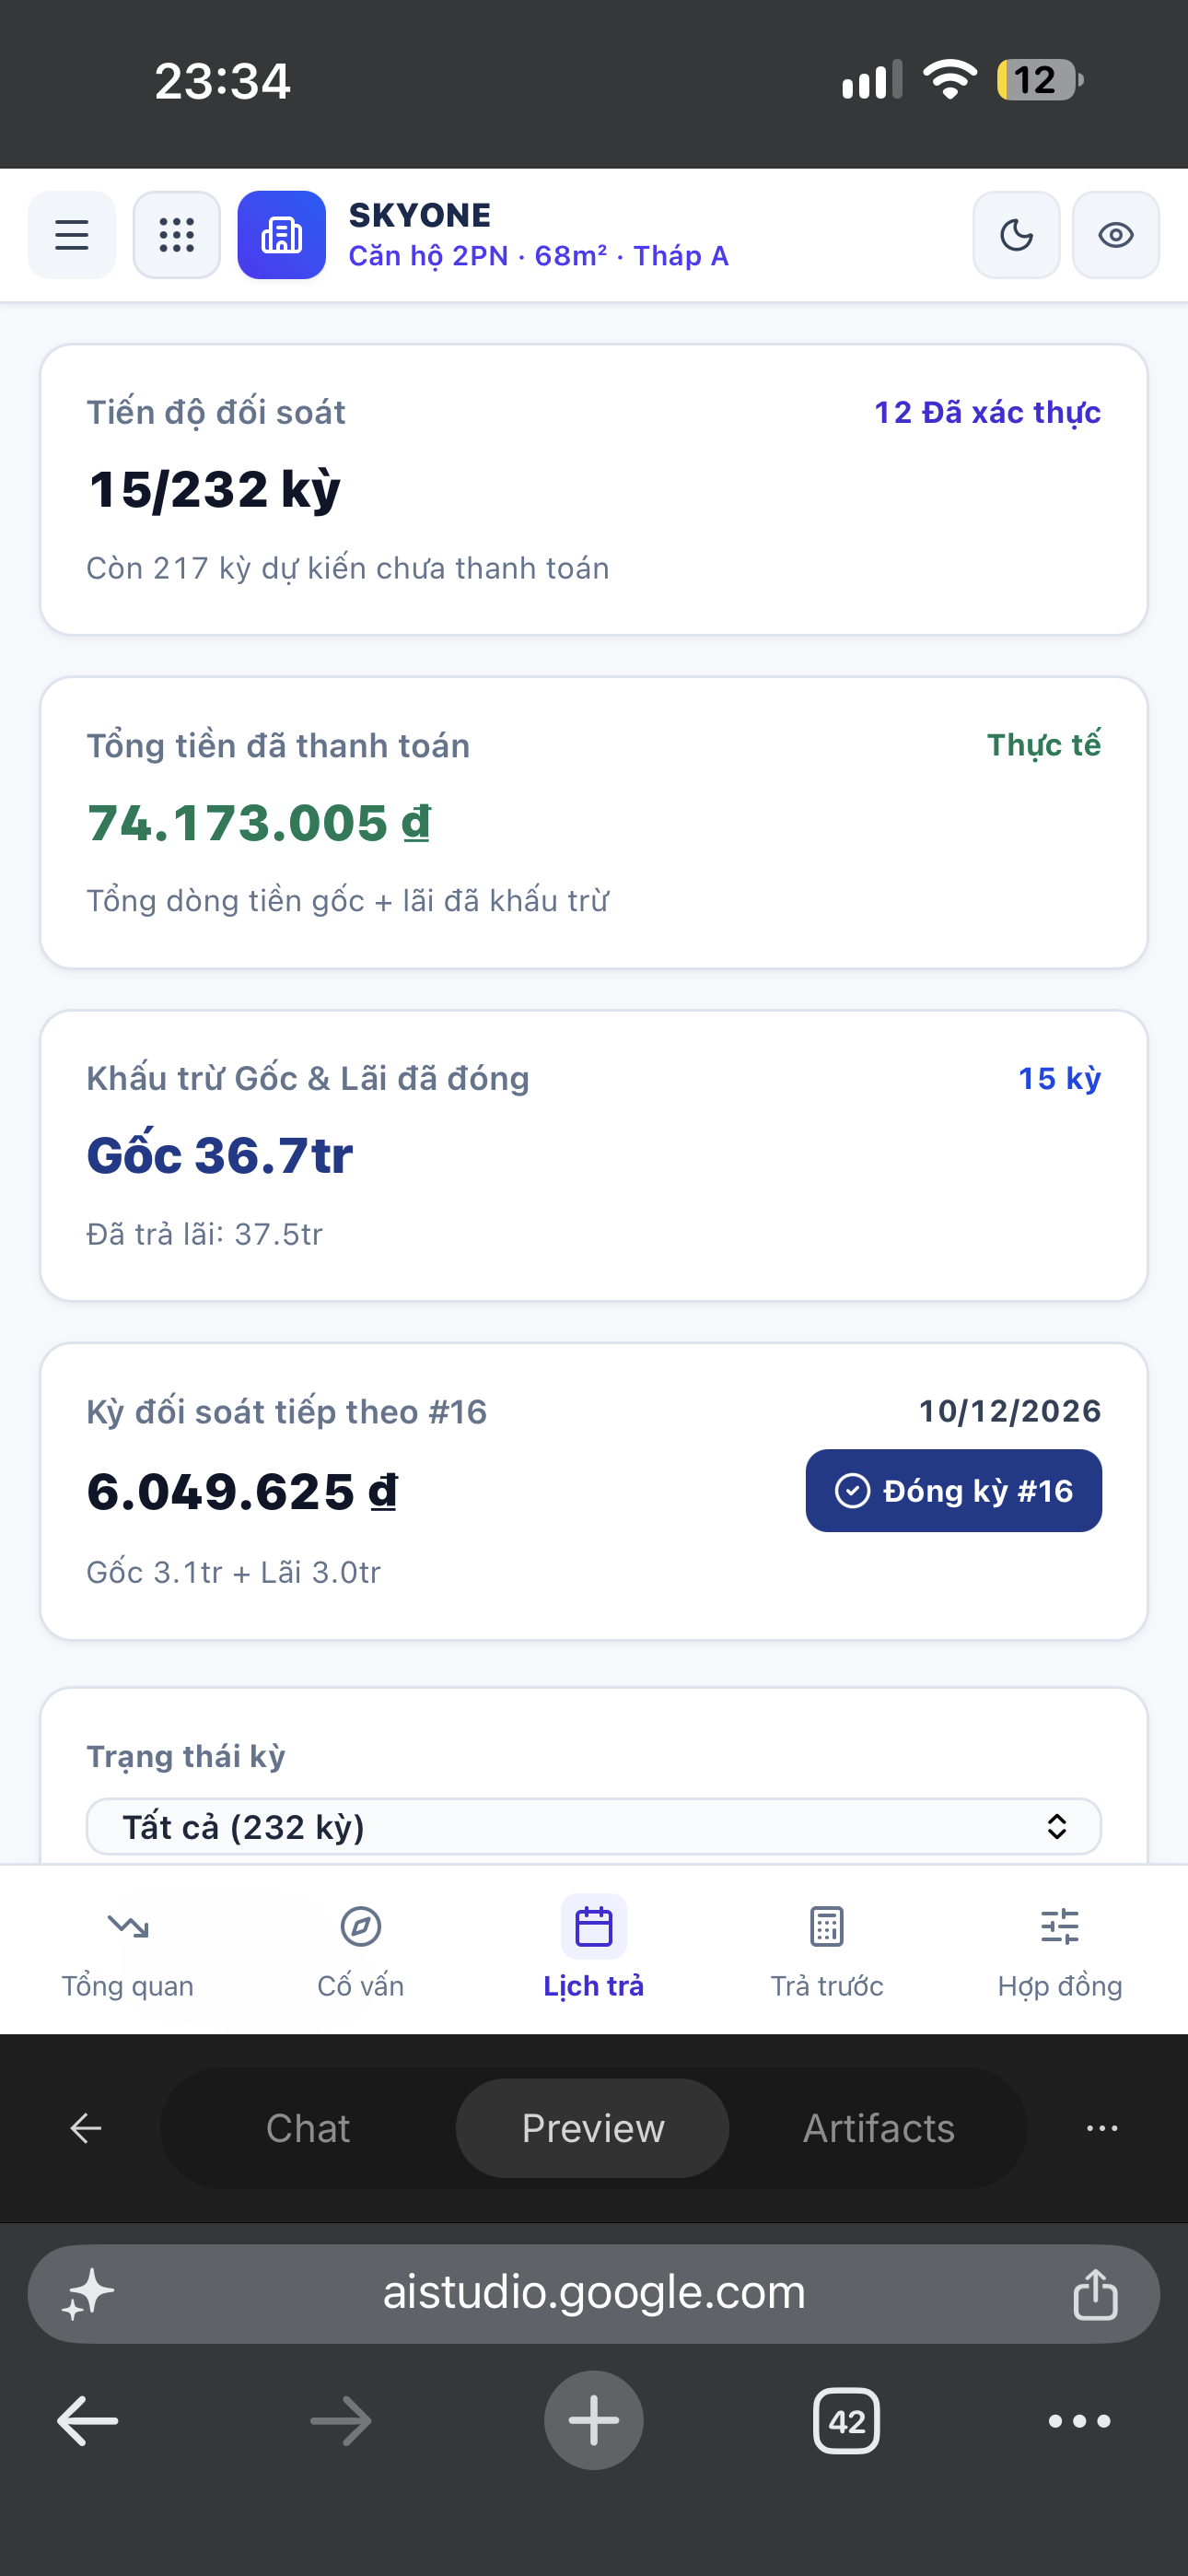 23:34
12
SKYONE
Căn hộ 2PN · 68m² · Tháp A
Tiến độ đối soát
12 Đã xác thực
15/232 kỳ
Còn 217 kỳ dự kiến chưa thanh toán
Tổng tiền đã thanh toán
Thực tế
74.173.005 ₫
Tổng dòng tiền gốc + lãi đã khấu trừ
Khấu trừ Gốc & Lãi đã đóng
15 kỳ
Gốc 36.7tr
Đã trả lãi: 37.5tr
Kỳ đối soát tiếp theo #16
10/12/2026
6.049.625 ₫
Đóng kỳ #16
Gốc 3.1tr + Lãi 3.0tr
Trạng thái kỳ
Tất cả (232 kỳ)
Tổng quan
Cố vấn
Lịch trả
Trả trước
Hợp đồng
Chat
Preview
Artifacts
aistudio.google.com
42